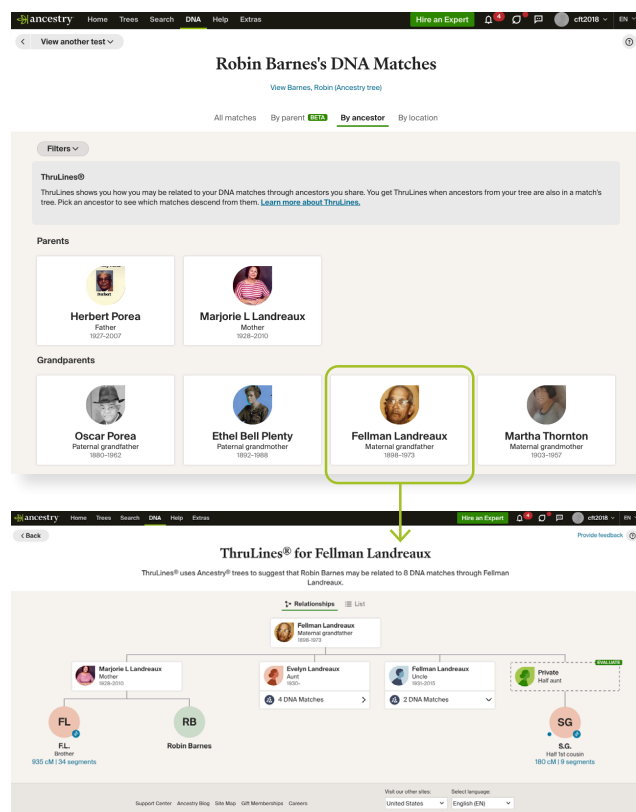 ancestry Home Trees Search DNA Help Extras Hire an Expert 4 cft2018 EN
View another test
Robin Barnes's DNA Matches
View Barnes, Robin (Ancestry tree)
All matches By parent BETA By ancestor By location
Filters
ThruLines®
ThruLines shows you how you may be related to your DNA matches through ancestors you share. You get ThruLines when ancestors from your tree are also in a match's
tree. Pick an ancestor to see which matches descend from them. Learn more about ThruLines.
Parents
Herbert
Herbert Porea
Father
1927-2007
Marjorie L Landreaux
Mother
1928-2010
Grandparents
Oscar Porea
Paternal grandfather
1880-1962
Ethel Bell Plenty
Paternal grandmother
1892-1988
Fellman Landreaux
Maternal grandfather
1898-1973
Martha Thornton
Maternal grandmother
1903-1957
ancestry Home Trees Search DNA Help Extras Hire an Expert 4 cft2018 EN
Back Provide feedback
ThruLines® for Fellman Landreaux
ThruLines® uses Ancestry® trees to suggest that Robin Barnes may be related to 8 DNA matches through Fellman
Landreaux.
Relationships List
Fellman Landreaux
Maternal grandfather
1898-1973
Marjorie L Landreaux
Mother
1928-2010
Evelyn Landreaux
Aunt
1930-
4 DNA Matches
Fellman Landreaux
Uncle
1931-2015
2 DNA Matches
EVALUATE
Private
Half aunt
FL
F.L.
Brother
935 cM | 34 segments
RB
Robin Barnes
SG
S.G.
Half 1st cousin
180 cM | 9 segments
Visit our other sites: Select language:
Support Center Ancestry Blog Site Map Gift Memberships Careers United States English (EN)